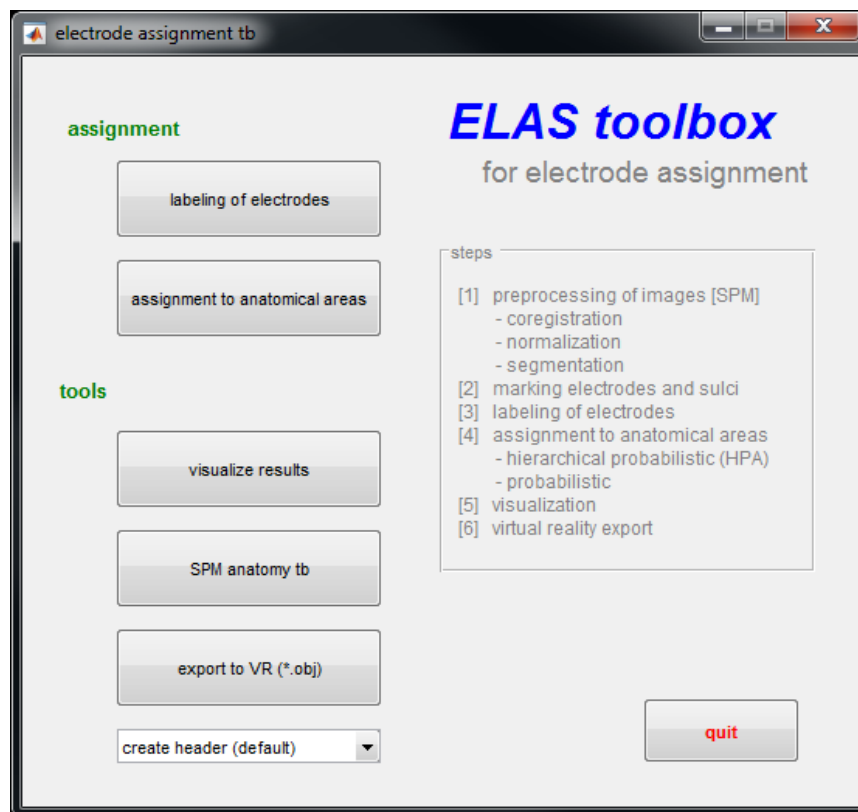 electrode assignment tb
ELAS toolbox
for electrode assignment
assignment
labeling of electrodes
assignment to anatomical areas
tools
visualize results
SPM anatomy tb
export to VR (*.obj)
create header (default)
steps
[1] preprocessing of images [SPM]
- coregistration
- normalization
- segmentation
[2] marking electrodes and sulci
[3] labeling of electrodes
[4] assignment to anatomical areas
- hierarchical probabilistic (HPA)
- probabilistic
[5] visualization
[6] virtual reality export
quit